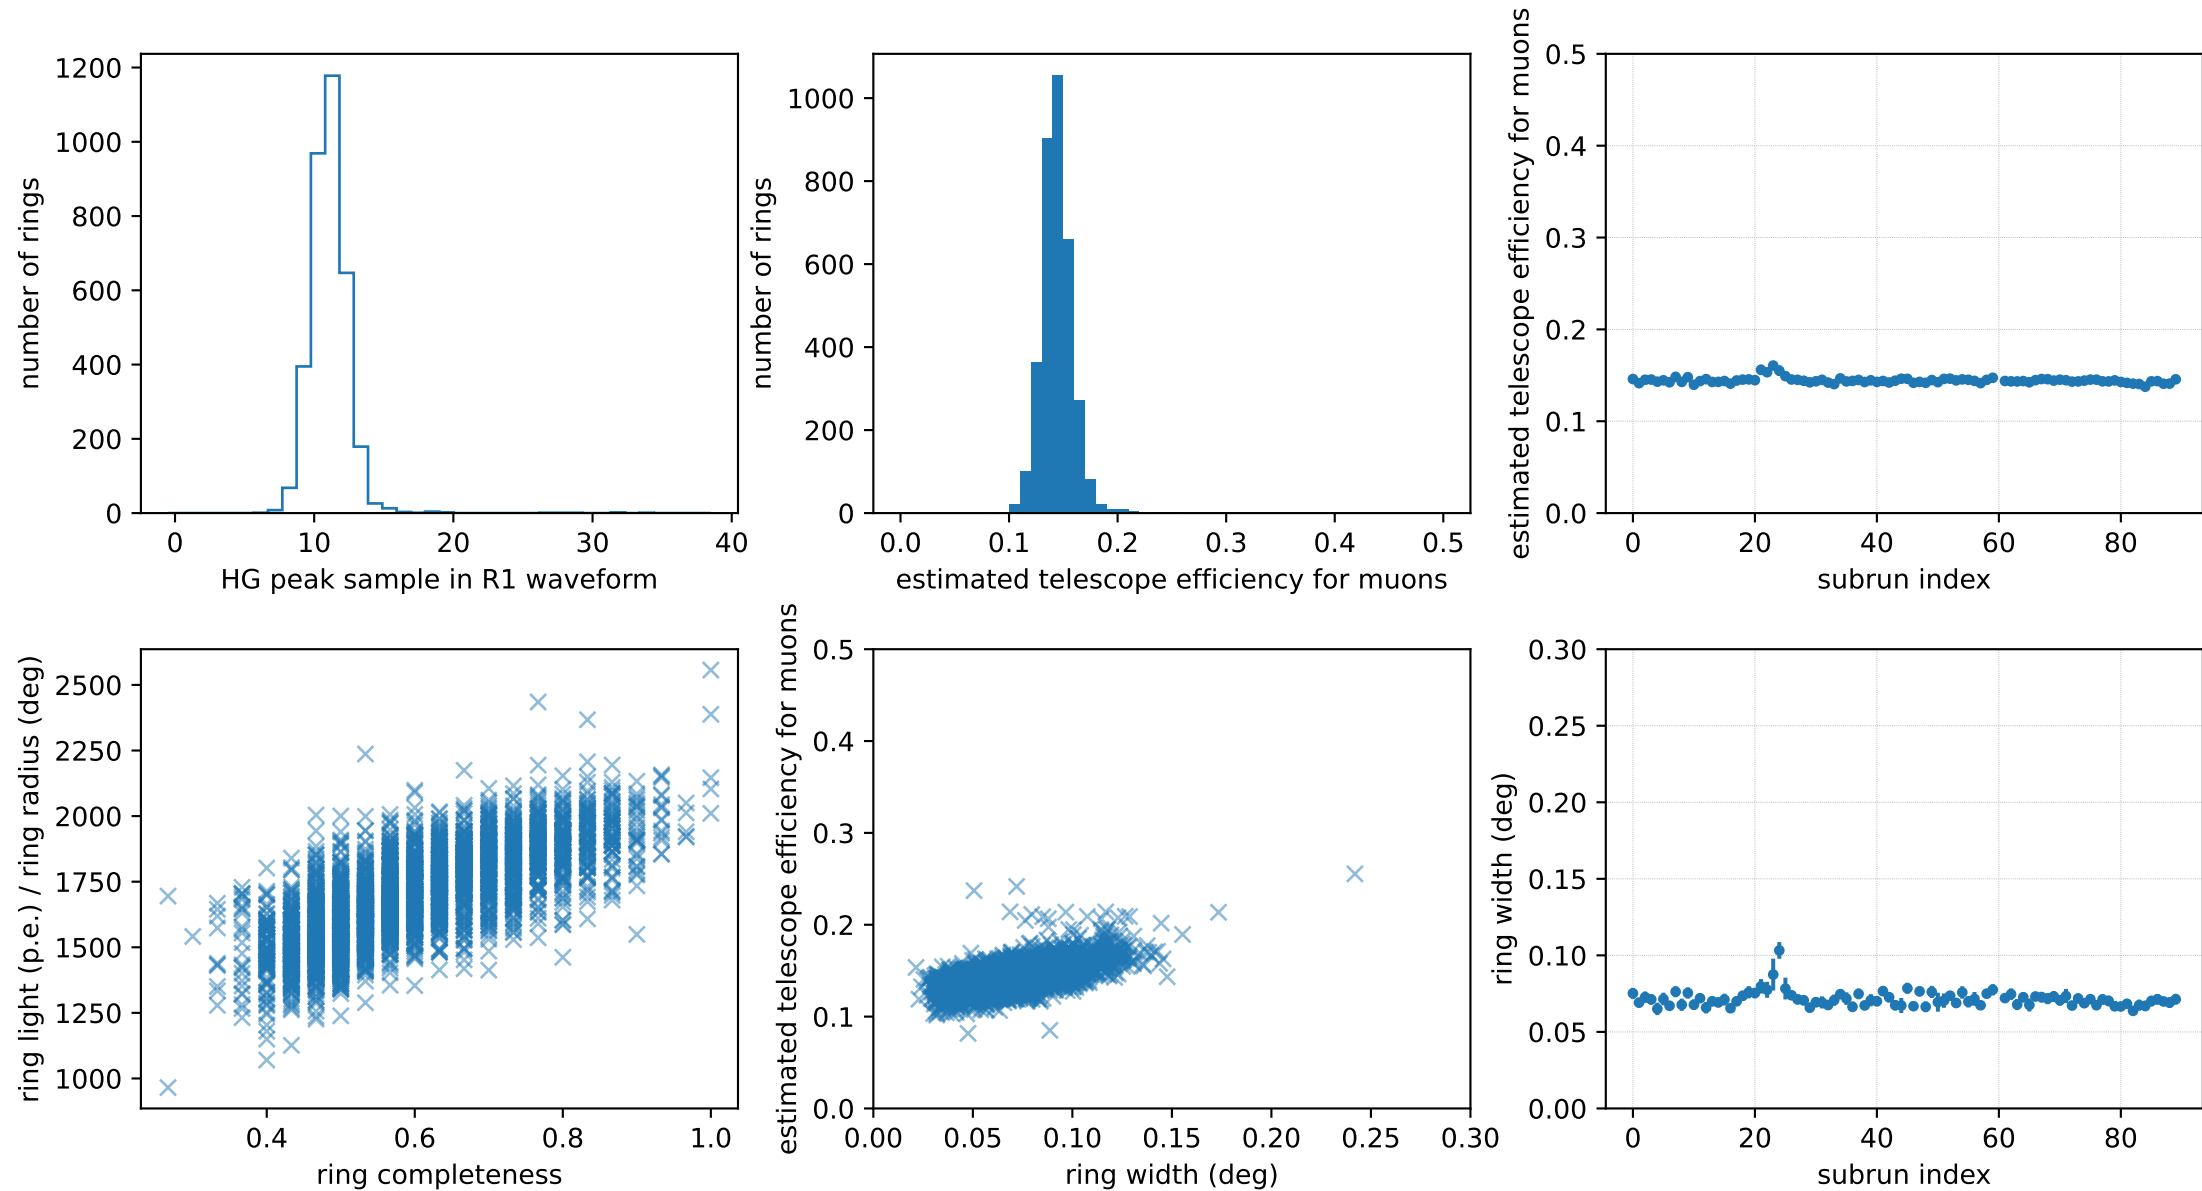 number of rings
1200
1000
800
600
400
200
0
0 10 20 30 40
HG peak sample in R1 waveform
number of rings
1000
800
600
400
200
0
0.0 0.1 0.2 0.3 0.4 0.5
estimated telescope efficiency for muons
estimated telescope efficiency for muons
0.5
0.4
0.3
0.2
0.1
0.0
0 20 40 60 80
subrun index
ring light (p.e.) / ring radius (deg)
2500
2250
2000
1750
1500
1250
1000
0.4 0.6 0.8 1.0
ring completeness
estimated telescope efficiency for muons
0.5
0.4
0.3
0.2
0.1
0.0
0.00 0.05 0.10 0.15 0.20 0.25 0.30
ring width (deg)
ring width (deg)
0.30
0.25
0.20
0.15
0.10
0.05
0.00
0 20 40 60 80
subrun index